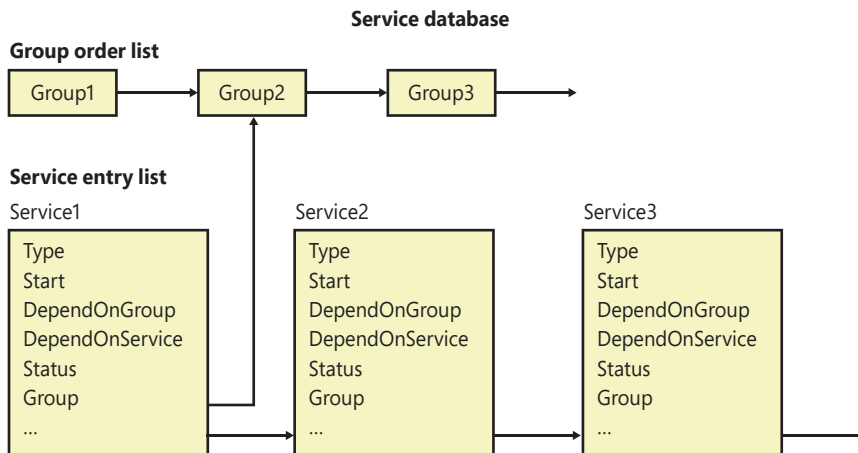 Service database
Group order list
Group1 Group2 Group3
Service entry list
Service1 Service2 Service3
Type Type Type
Start Start Start
DependOnGroup DependOnGroup DependOnGroup
DependOnService DependOnService DependOnService
Status Status Status
Group Group Group
... ... ...